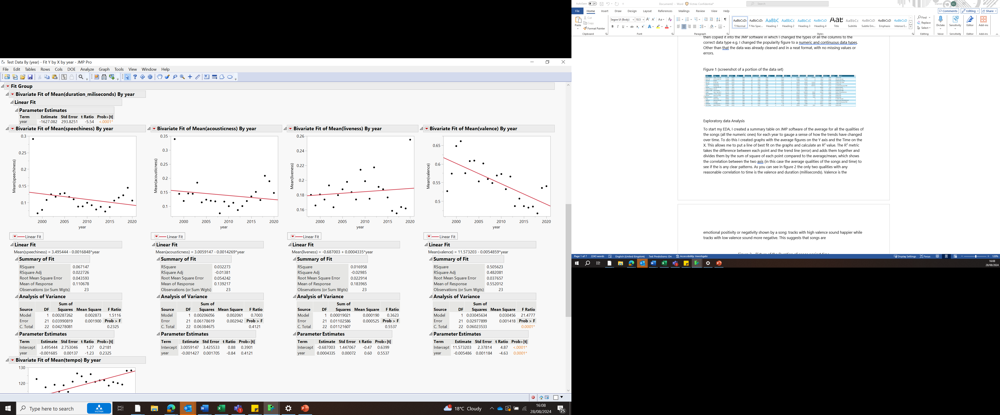 Test Data By (year) - Fit Y by X by year - JMP Pro
File Edit Tables Rows Cols DOE Analyze Graph Tools View Window Help
Fit Group
Bivariate Fit of Mean(duration_miliseconds) By year
Linear Fit
Parameter Estimates
Term Estimate Std Error t Ratio Prob>|t|
year -1627.082 293.8251 -5.54 <.0001*
Bivariate Fit of Mean(speechiness) By year
0.3
0.25
0.2
0.15
0.1
Mean(speechiness)
2000 2005 2010 2015 2020
year
Linear Fit
Linear Fit
Mean(speechiness) = 3.495444 - 0.0016848*year
Summary of Fit
RSquare 0.067147
RSquare Adj 0.022726
Root Mean Square Error 0.043593
Mean of Response 0.110678
Observations (or Sum Wgts) 23
Analysis of Variance
Sum of
Source DF Squares Mean Square F Ratio
Model 1 0.00287262 0.002873 1.5116
Error 21 0.03990819 0.001900 Prob > F
C. Total 22 0.04278081 0.2325
Parameter Estimates
Term Estimate Std Error t Ratio Prob>|t|
Intercept 3.495444 2.753046 1.27 0.2181
year -0.001685 0.00137 -1.23 0.2325
Bivariate Fit of Mean(acousticness) By year
0.35
0.3
0.25
0.2
0.15
0.1
Mean(acousticness)
2000 2005 2010 2015 2020
year
Linear Fit
Linear Fit
Mean(acousticness) = 3.0059147 - 0.0014269*year
Summary of Fit
RSquare 0.032273
RSquare Adj -0.01381
Root Mean Square Error 0.054242
Mean of Response 0.139217
Observations (or Sum Wgts) 23
Analysis of Variance
Sum of
Source DF Squares Mean Square F Ratio
Model 1 0.00206056 0.002061 0.7003
Error 21 0.06178619 0.002942 Prob > F
C. Total 22 0.06384675 0.4121
Parameter Estimates
Term Estimate Std Error t Ratio Prob>|t|
Intercept 3.0059147 3.425533 0.88 0.3901
year -0.001427 0.001705 -0.84 0.4121
Bivariate Fit of Mean(liveness) By year
0.26
0.24
0.22
0.2
0.18
0.16
Mean(liveness)
2000 2005 2010 2015 2020
year
Linear Fit
Linear Fit
Mean(liveness) = -0.687003 + 0.0004335*year
Summary of Fit
RSquare 0.016958
RSquare Adj -0.02985
Root Mean Square Error 0.022914
Mean of Response 0.183965
Observations (or Sum Wgts) 23
Analysis of Variance
Sum of
Source DF Squares Mean Square F Ratio
Model 1 0.00019021 0.000190 0.3623
Error 21 0.01102586 0.000525 Prob > F
C. Total 22 0.01121607 0.5537
Parameter Estimates
Term Estimate Std Error t Ratio Prob>|t|
Intercept -0.687003 1.447067 -0.47 0.6399
year 0.0004335 0.00072 0.60 0.5537
Bivariate Fit of Mean(valence) By year
0.65
0.6
0.55
0.5
Mean(valence)
2000 2005 2010 2015 2020
year
Linear Fit
Linear Fit
Mean(valence) = 11.573203 - 0.0054859*year
Summary of Fit
RSquare 0.505623
RSquare Adj 0.482081
Root Mean Square Error 0.037657
Mean of Response 0.552012
Observations (or Sum Wgts) 23
Analysis of Variance
Sum of
Source DF Squares Mean Square F Ratio
Model 1 0.03045634 0.030456 21.4777
Error 21 0.02977899 0.001418 Prob > F
C. Total 22 0.06023533 0.0001*
Parameter Estimates
Term Estimate Std Error t Ratio Prob>|t|
Intercept 11.573203 2.37814 4.87 <.0001*
year -0.005486 0.001184 -4.63 0.0001*
Bivariate Fit of Mean(tempo) By year
130
120
Type here to search
victrex
1
18°C Cloudy
16:08
28/08/2024
25
AutoSave Off
Document2 - Word Victrex Confidential*
Search
DC
File Home Insert Draw Design Layout References Mailings Review View Help
Comments Editing Share
Paste
Cut
Copy
Format Painter
Segoe UI (Body) 10.5
AaBbCcD AaBbCcD AaBbC AaBbCc AaBbCcD AaBbCcD AaB AaBbCc AaBbCcD AaBbCcD AaBbCcD
¶ Normal ¶ No Spac... Heading 1 Heading 2 Heading 3 Heading 4 Title Subtitle Subtle Em... Emphasis Intense E...
Find
Replace
Select
Dictate Sensitivity Editor Add-ins
Clipboard Font Paragraph Styles Editing Voice Sensitivity Editor Add-ins
then copied it into the JMP software in which I changed the types of all the columns to the
correct data type e.g. I changed the popularity figure to a numeric and continuous data types.
Other than that the data was already cleaned and in a neat format, with no missing values or
errors.
Figure 1 (screenshot of a portion of the data set)
Exploratory data Analysis
To start my EDA, I created a summary table on JMP software of the average for all the qualities of
the songs (all the numeric ones) for each year to gauge a sense of how the trends have changed
over time. To do this I created graphs with the average figures on the Y axis and the Time on the
X. This allows me to put a line of best fit on the graphs and calculate an R² value. The R² metric
takes the difference between each point and the trend line (error) and adds them together and
divides them by the sum of square of each point compared to the average/mean, which shows
the correlation between the two axis (in this case the average qualities of the songs and time) to
see if the is any clear patterns. As you can see in figure 2 the only two qualities with any
reasonable correlation to time is the valence and duration (milliseconds). Valence is the
emotional positivity or negativity shown by a song: tracks with high valence sound happier while
tracks with low valence sound more negative. This suggests that songs are
Page 1 of 7 2243 words English (United Kingdom) Text Predictions: On Accessibility: Investigate
Display Settings Focus 120%
16:08
28/08/2024